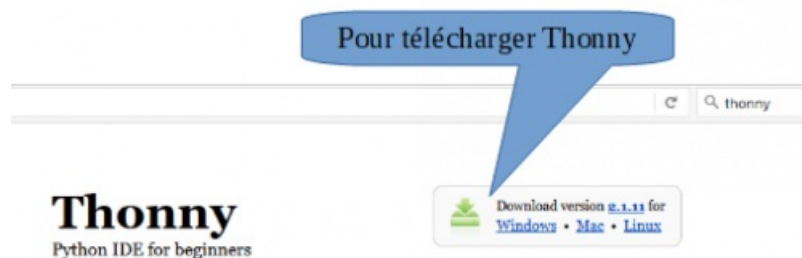 Pour télécharger Thonny
thonny
Thonny
Python IDE for beginners
Download version 2.1.11 for
Windows • Mac • Linux